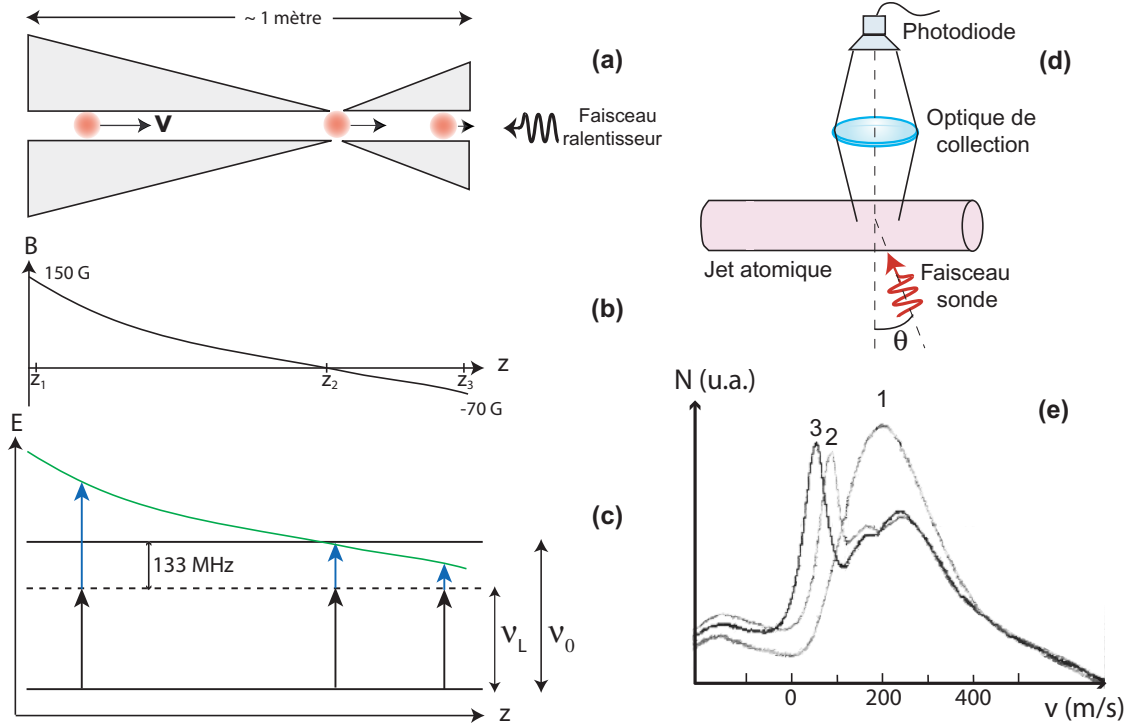 ~ 1 mètre
(a)
V
Faisceau
ralentisseur
B
150 G
(b)
z
z₁
z₂
z₃
-70 G
E
(c)
133 MHz
ν_L
ν₀
z
Photodiode
(d)
Optique de
collection
Jet atomique
Faisceau
sonde
θ
N (u.a.)
(e)
1
3
2
0
200
400
v (m/s)